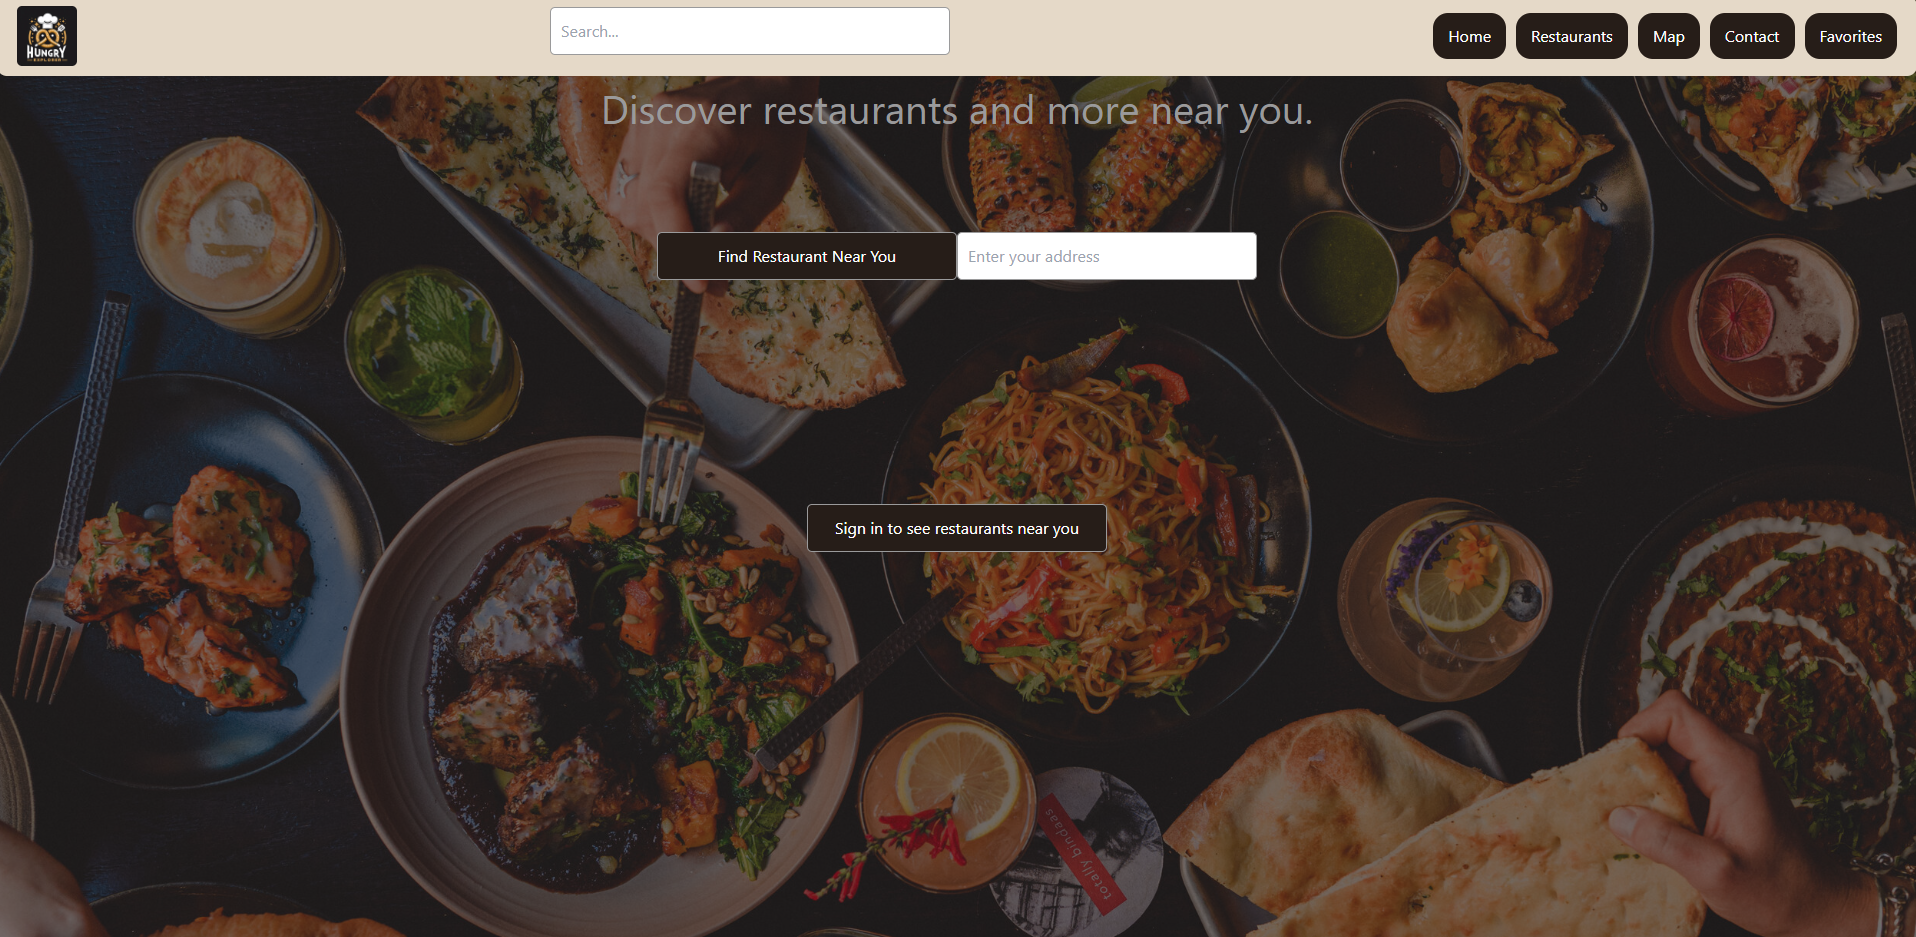 HUNGRY
EXPLORER
Search...
Home
Restaurants
Map
Contact
Favorites
Discover restaurants and more near you.
Find Restaurant Near You
Enter your address
Sign in to see restaurants near you
totally bindaas